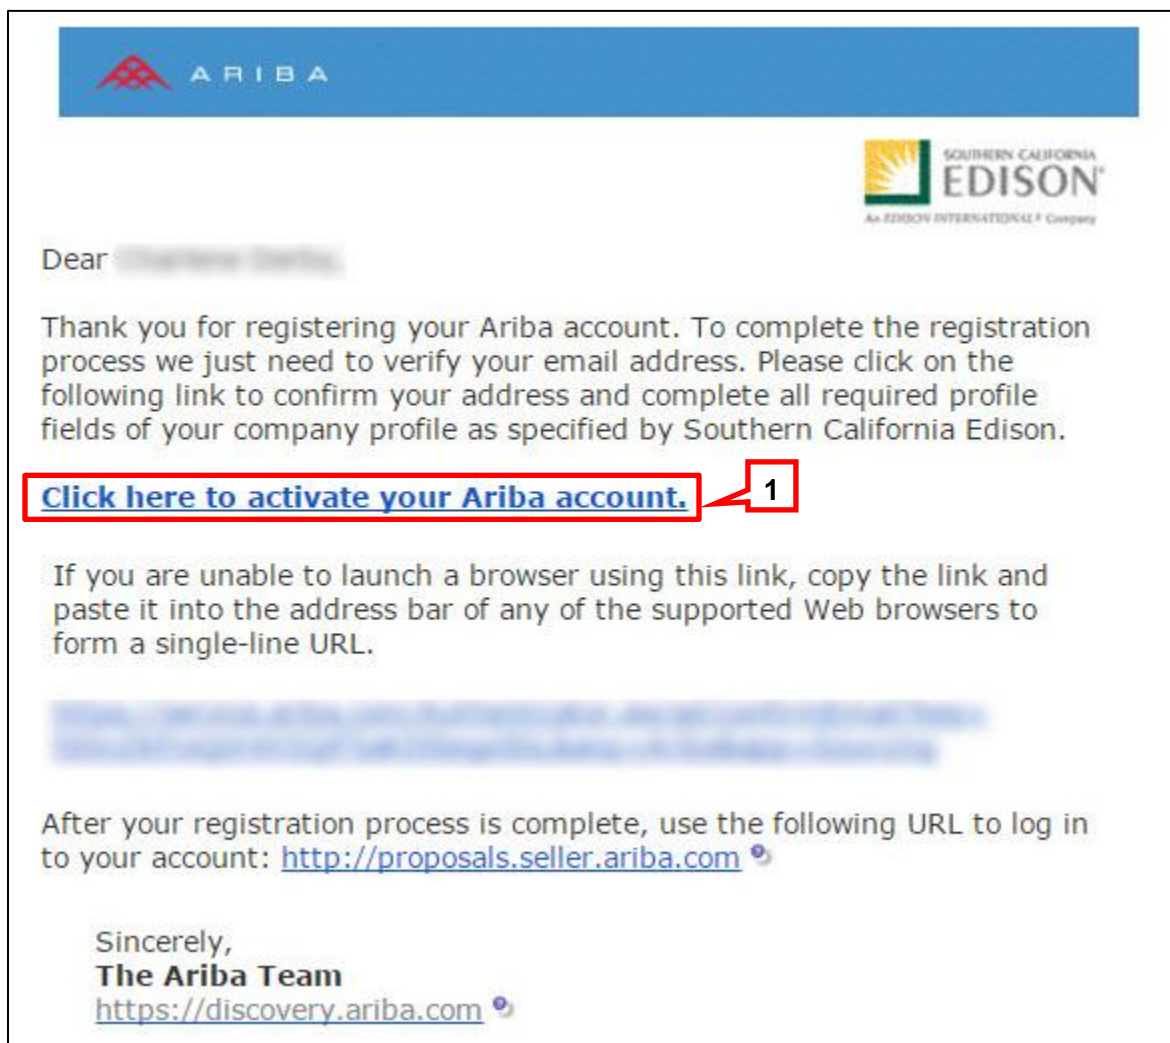 ARIBA
SOUTHERN CALIFORNIA
EDISON®
An EDISON INTERNATIONAL® Company
Dear
Thank you for registering your Ariba account. To complete the registration
process we just need to verify your email address. Please click on the
following link to confirm your address and complete all required profile
fields of your company profile as specified by Southern California Edison.
Click here to activate your Ariba account.
1
If you are unable to launch a browser using this link, copy the link and
paste it into the address bar of any of the supported Web browsers to
form a single-line URL.
After your registration process is complete, use the following URL to log in
to your account: http://proposals.seller.ariba.com
Sincerely,
The Ariba Team
https://discovery.ariba.com